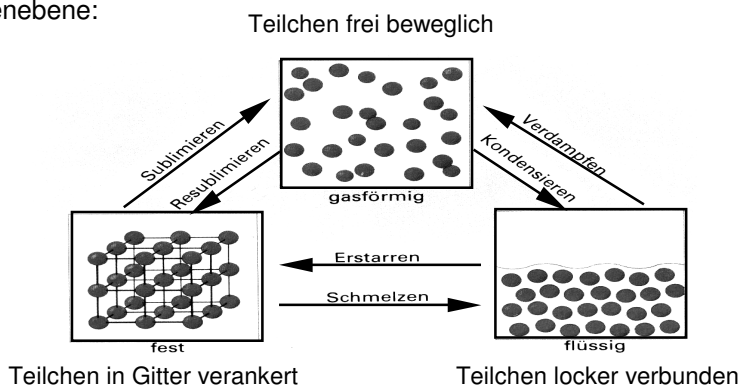 enebene:
Teilchen frei beweglich
Sublimieren
Resublimieren
Verdampfen
Kondensieren
gasförmig
Erstarren
Schmelzen
fest
flüssig
Teilchen in Gitter verankert
Teilchen locker verbunden